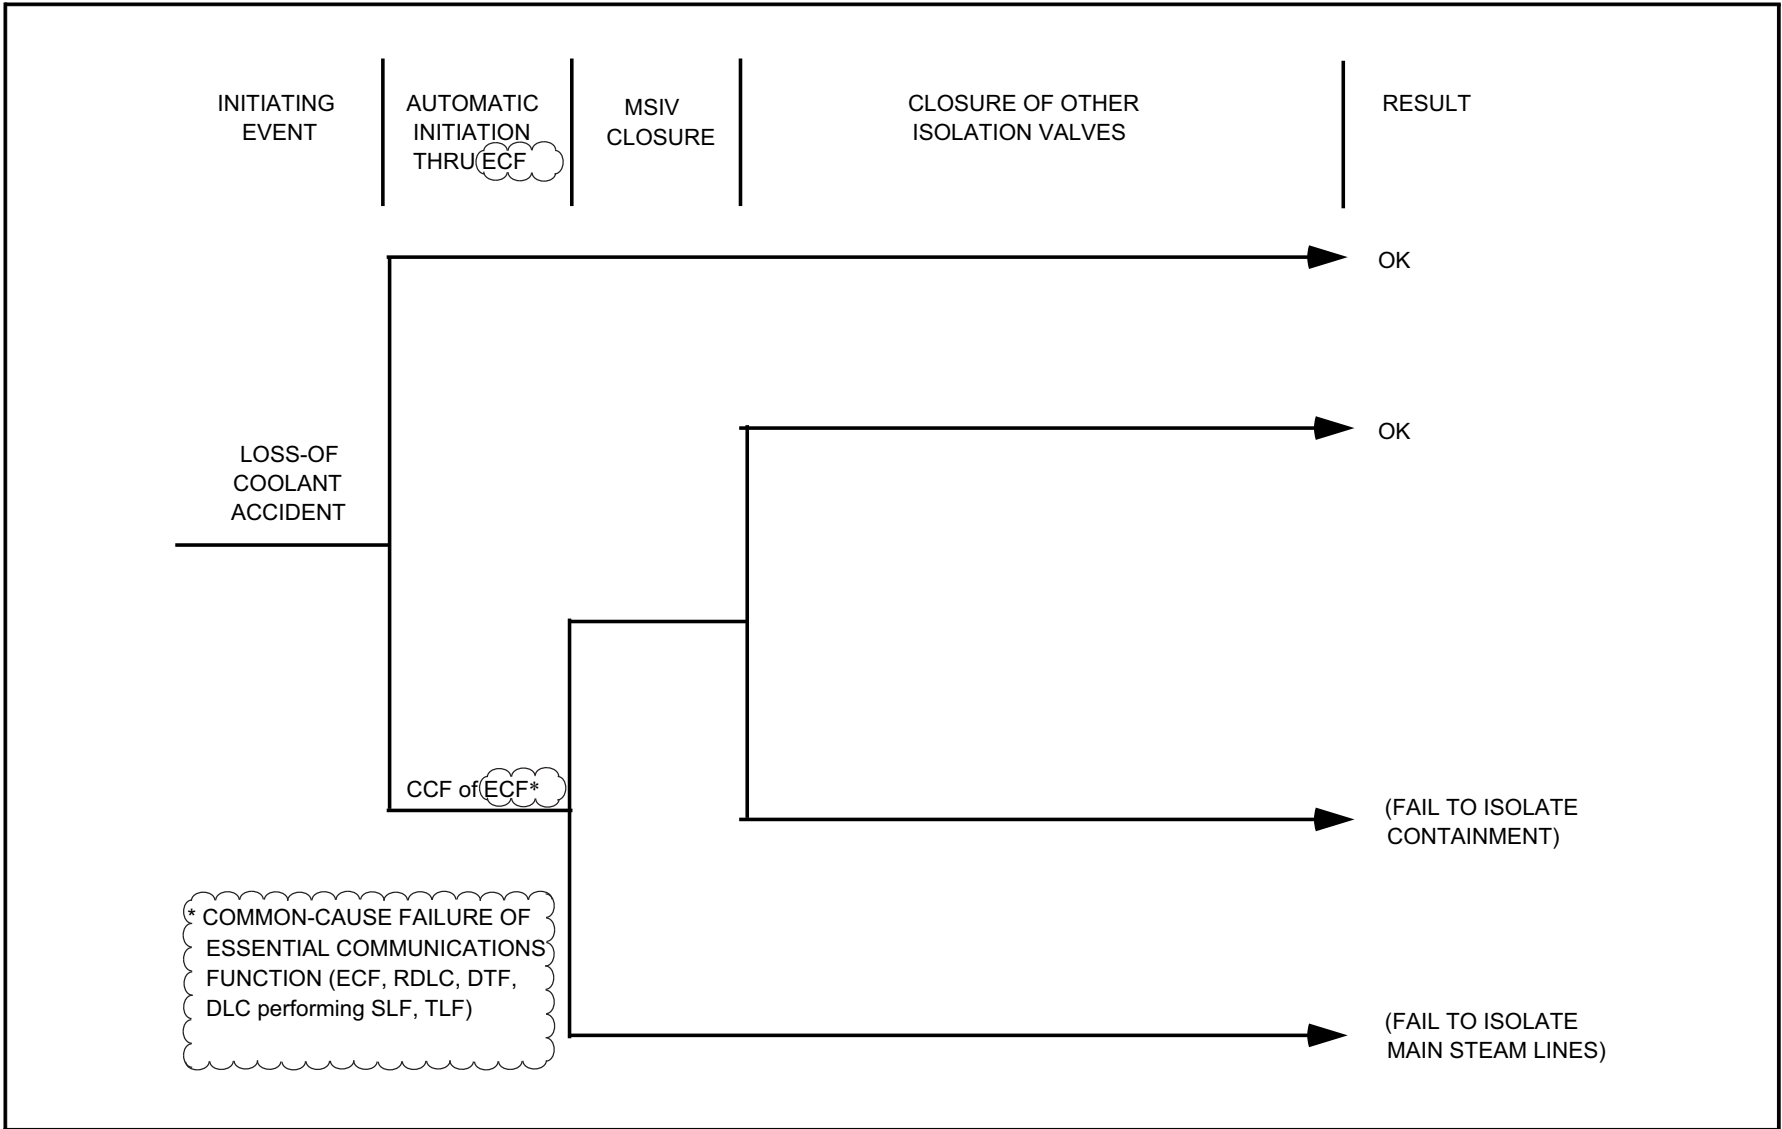 INITIATING
EVENT
AUTOMATIC
INITIATION
THRU ECF
MSIV
CLOSURE
CLOSURE OF OTHER
ISOLATION VALVES
RESULT
OK
OK
LOSS-OF
COOLANT
ACCIDENT
CCF of ECF*
(FAIL TO ISOLATE
CONTAINMENT)
* COMMON-CAUSE FAILURE OF
ESSENTIAL COMMUNICATIONS
FUNCTION (ECF, RDLC, DTF,
DLC performing SLF, TLF)
(FAIL TO ISOLATE
MAIN STEAM LINES)